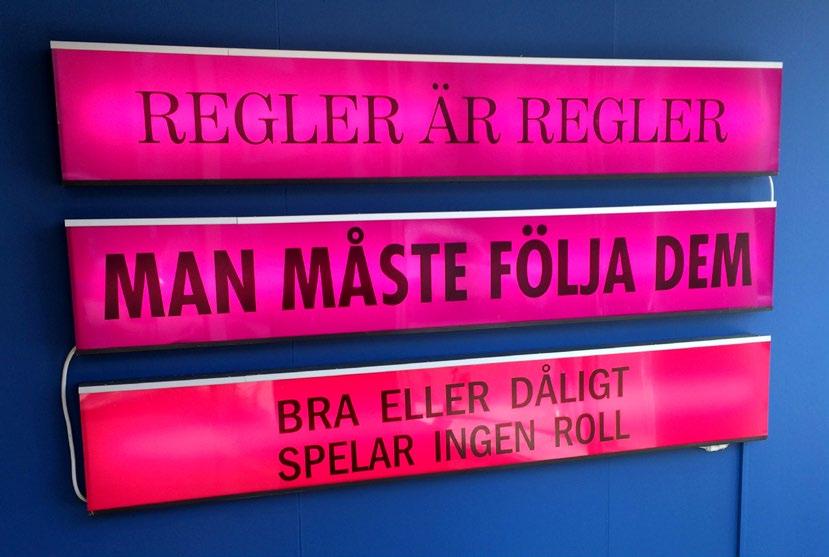 REGLER ÄR REGLER
MAN MÅSTE FÖLJA DEM
BRA ELLER DÅLIGT
SPELAR INGEN ROLL